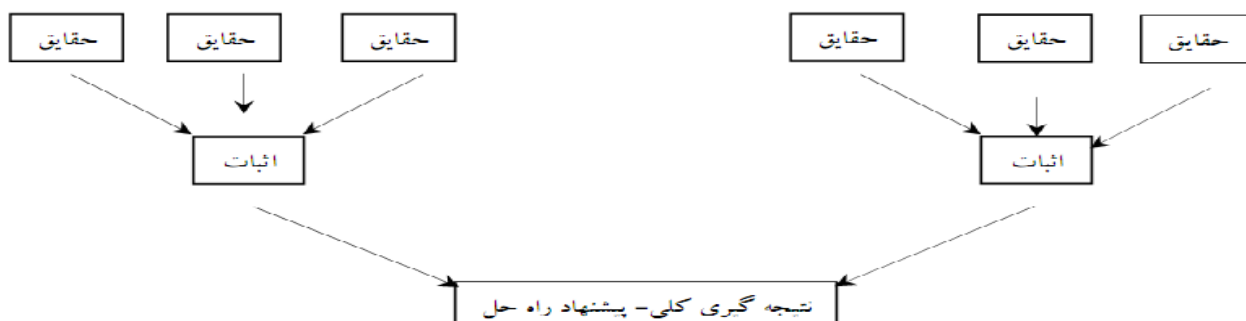 حقایق حقایق حقایق حقایق حقایق حقایق
اثبات اثبات
نتیجه گیری کلی- پیشنهاد راه حل